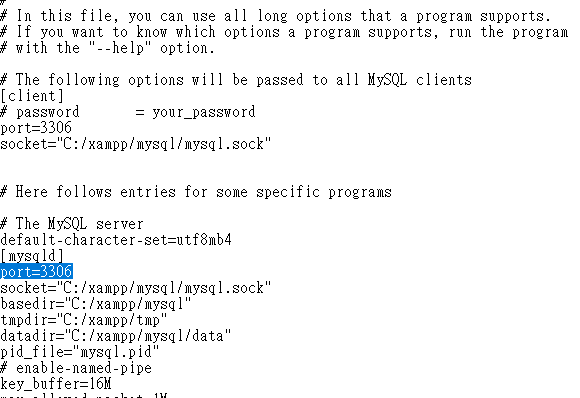 # In this file, you can use all long options that a program supports.
# If you want to know which options a program supports, run the program
# with the "--help" option.
# The following options will be passed to all MySQL clients
[client]
# password       = your_password
port=3306
socket="C:/xampp/mysql/mysql.sock"
# Here follows entries for some specific programs
# The MySQL server
default-character-set=utf8mb4
[mysqld]
port=3306
socket="C:/xampp/mysql/mysql.sock"
basedir="C:/xampp/mysql"
tmpdir="C:/xampp/tmp"
datadir="C:/xampp/mysql/data"
pid_file="mysql.pid"
# enable-named-pipe
key_buffer=16M